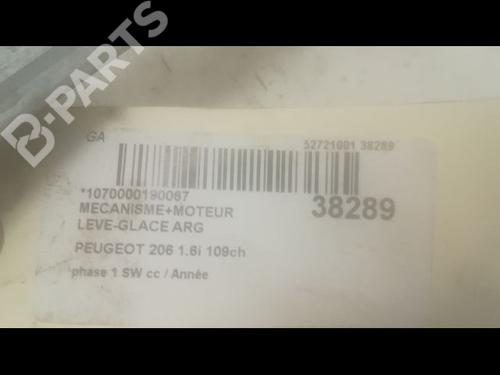 B-PARTS
GA
52721001 38289
*1070000190067
MECANISME+MOTEUR
38289
LEVE-GLACE ARG
PEUGEOT 206 1.6i 109ch
phase 1 SW cc / Année